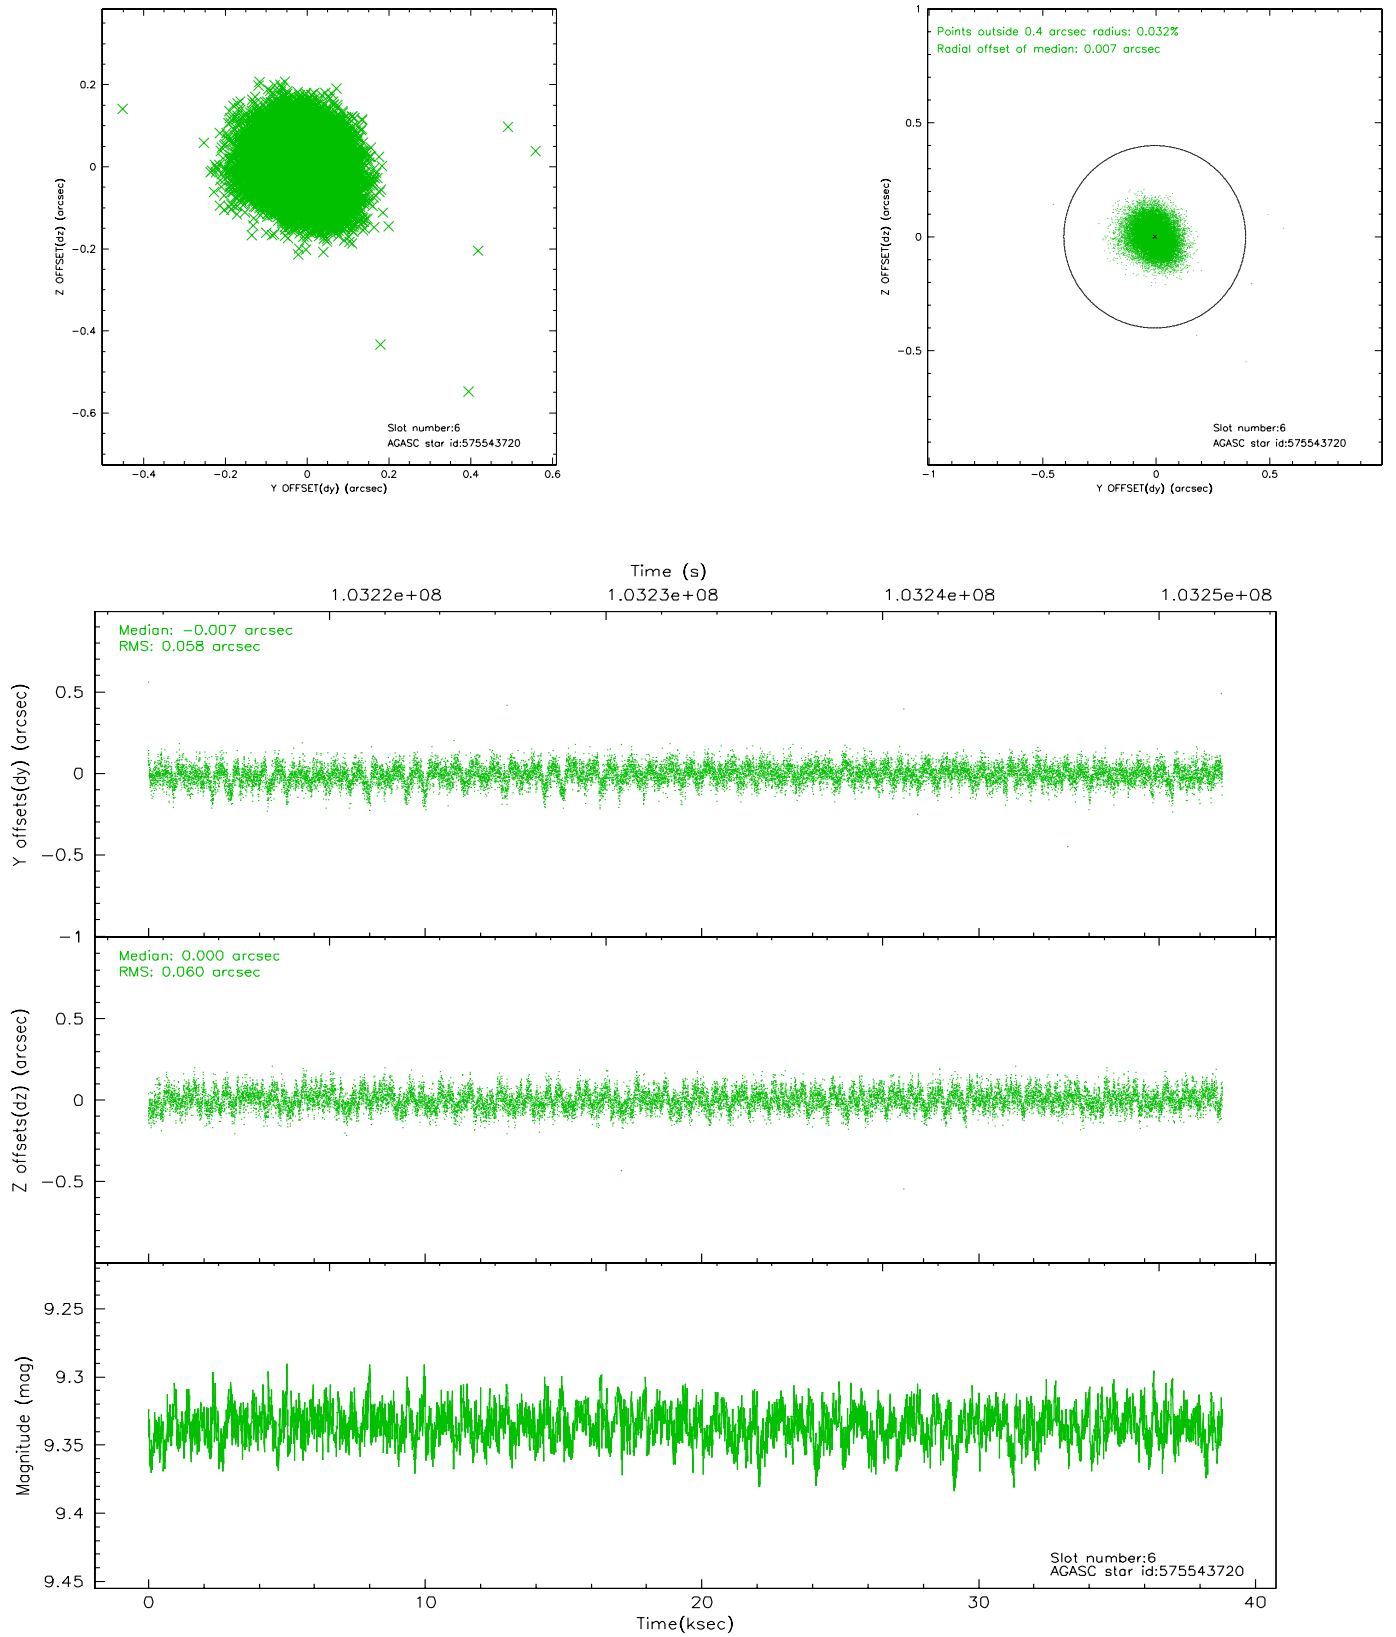 0.2
0
−0.2
−0.4
−0.6
Z OFFSET(dz) (arcsec)
Slot number:6
AGASC star id:575543720
−0.4 −0.2 0 0.2 0.4 0.6
Y OFFSET(dy) (arcsec)
Points outside 0.4 arcsec radius: 0.032%
Radial offset of median: 0.007 arcsec
1
0.5
0
−0.5
Z OFFSET(dz) (arcsec)
Slot number:6
AGASC star id:575543720
−1 −0.5 0 0.5
Y OFFSET(dy) (arcsec)
Time (s)
1.0322e+08 1.0323e+08 1.0324e+08 1.0325e+08
Median: −0.007 arcsec
RMS: 0.058 arcsec
0.5
0
−0.5
−1
Y offsets(dy) (arcsec)
Median: 0.000 arcsec
RMS: 0.060 arcsec
0.5
0
−0.5
Z offsets(dz) (arcsec)
9.25
9.3
9.35
9.4
9.45
Magnitude (mag)
Slot number:6
AGASC star id:575543720
0 10 20 30 40
Time(ksec)